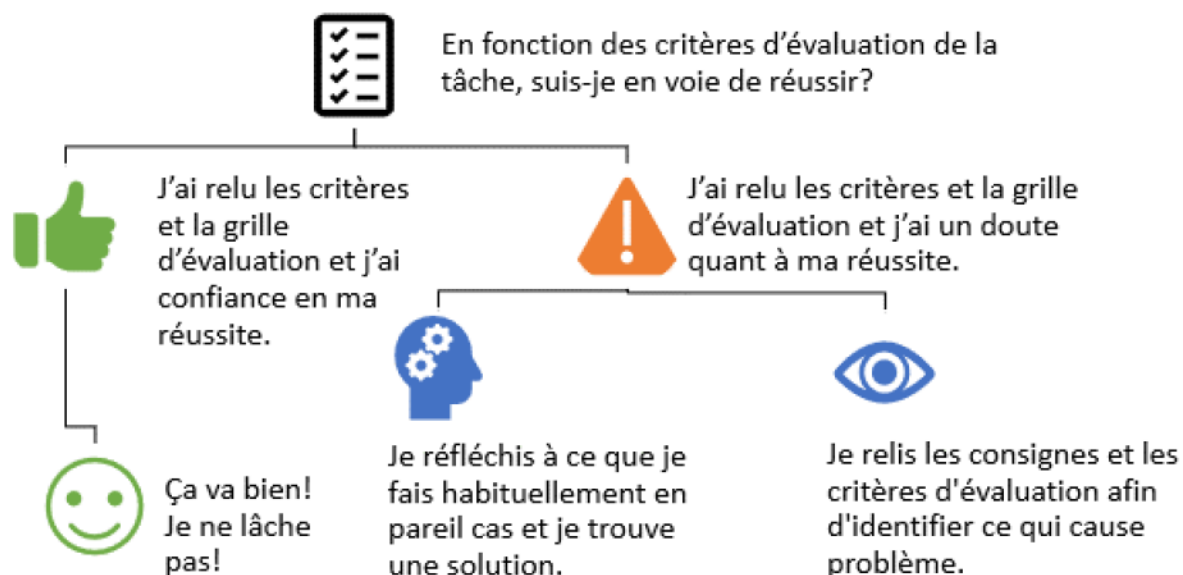 En fonction des critères d’évaluation de la
tâche, suis-je en voie de réussir?
J’ai relu les critères
et la grille
d’évaluation et j’ai
confiance en ma
réussite.
J’ai relu les critères et la grille
d’évaluation et j’ai un doute
quant à ma réussite.
Ça va bien!
Je ne lâche
pas!
Je réfléchis à ce que je
fais habituellement en
pareil cas et je trouve
une solution.
Je relis les consignes et les
critères d'évaluation afin
d'identifier ce qui cause
problème.